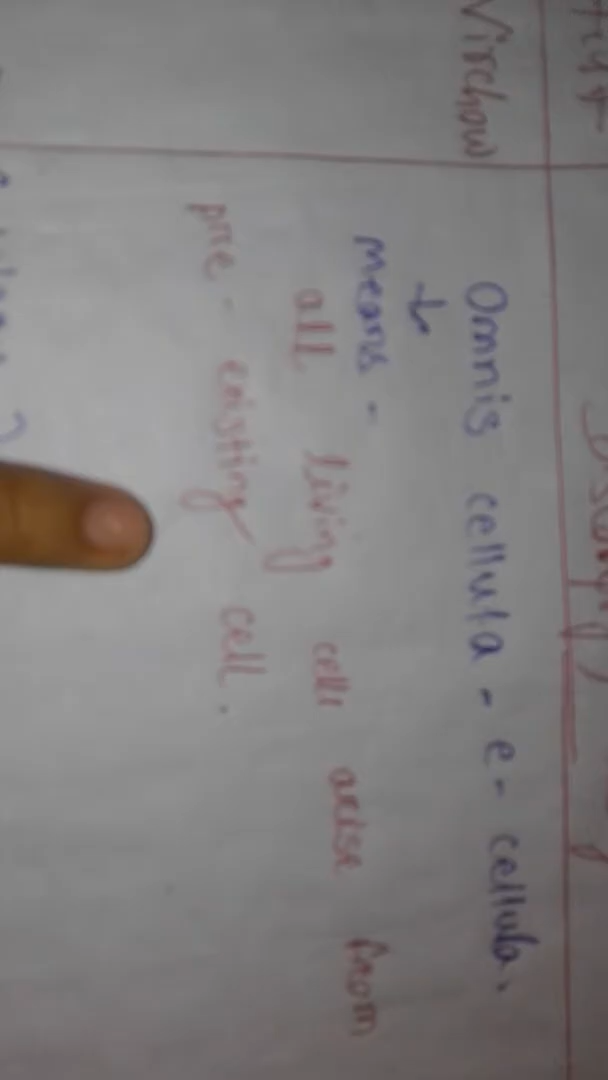 Virchow
Omnis cellula - e - cellula.
means -
all living cells arise from
pre - existing cell.